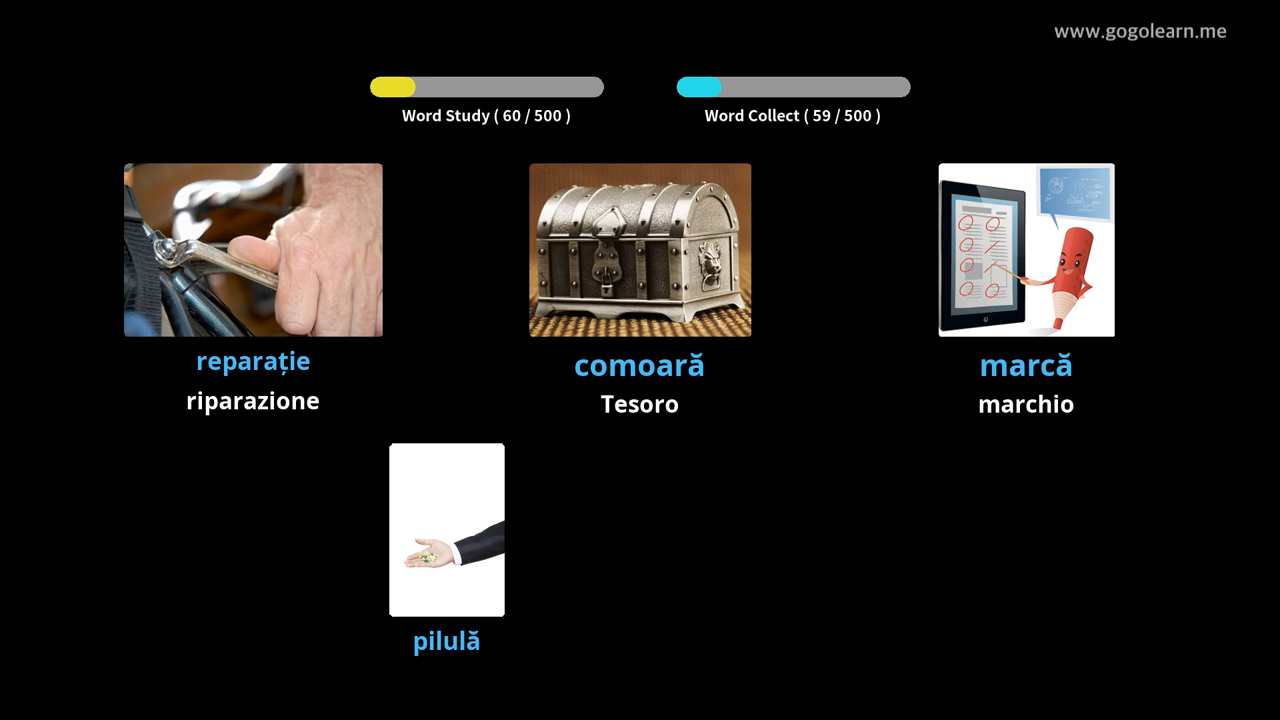 www.gogolearn.me
Word Study ( 60 / 500 )
Word Collect ( 59 / 500 )
reparație
riparazione
comoară
Tesoro
marcă
marchio
pilulă